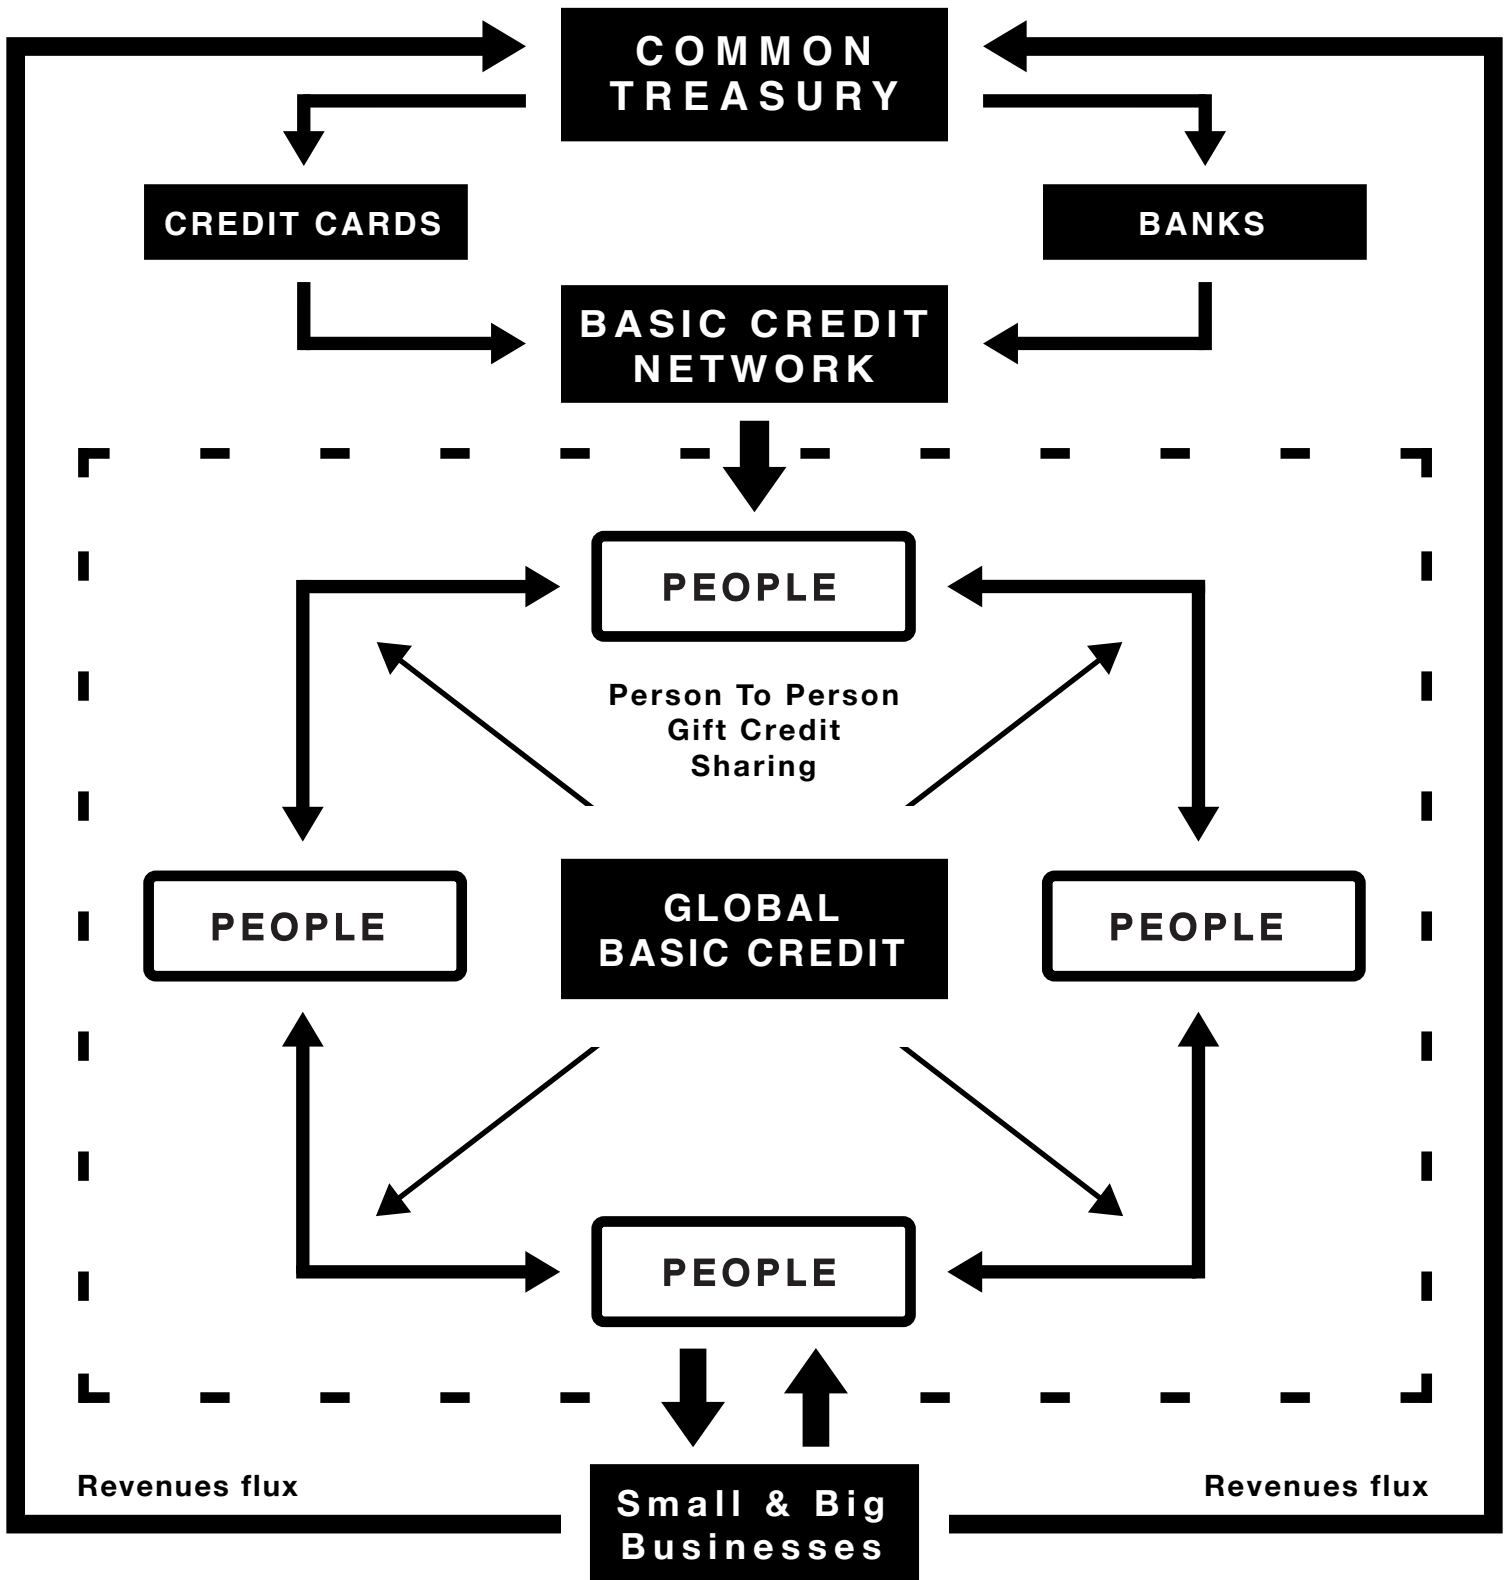 COMMON
TREASURY
CREDIT CARDS
BANKS
BASIC CREDIT
NETWORK
PEOPLE
Person To Person
Gift Credit
Sharing
PEOPLE
GLOBAL
BASIC CREDIT
PEOPLE
PEOPLE
Revenues flux
Revenues flux
Small & Big
Businesses